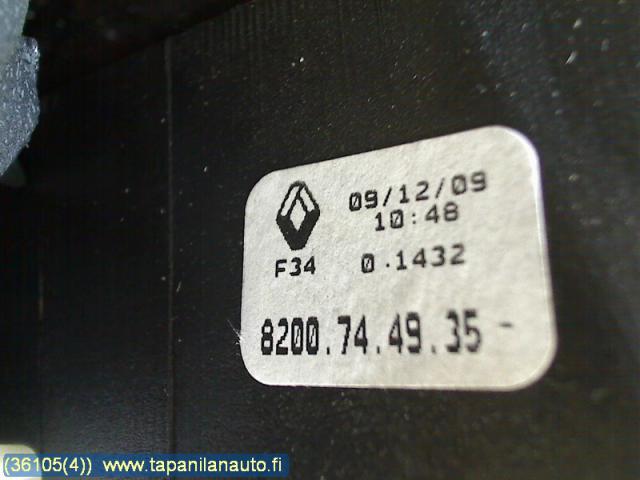 09/12/09
10:48
F34 0.1432
8200.74.49.35-
(36105(4)) www.tapanilanauto.fi